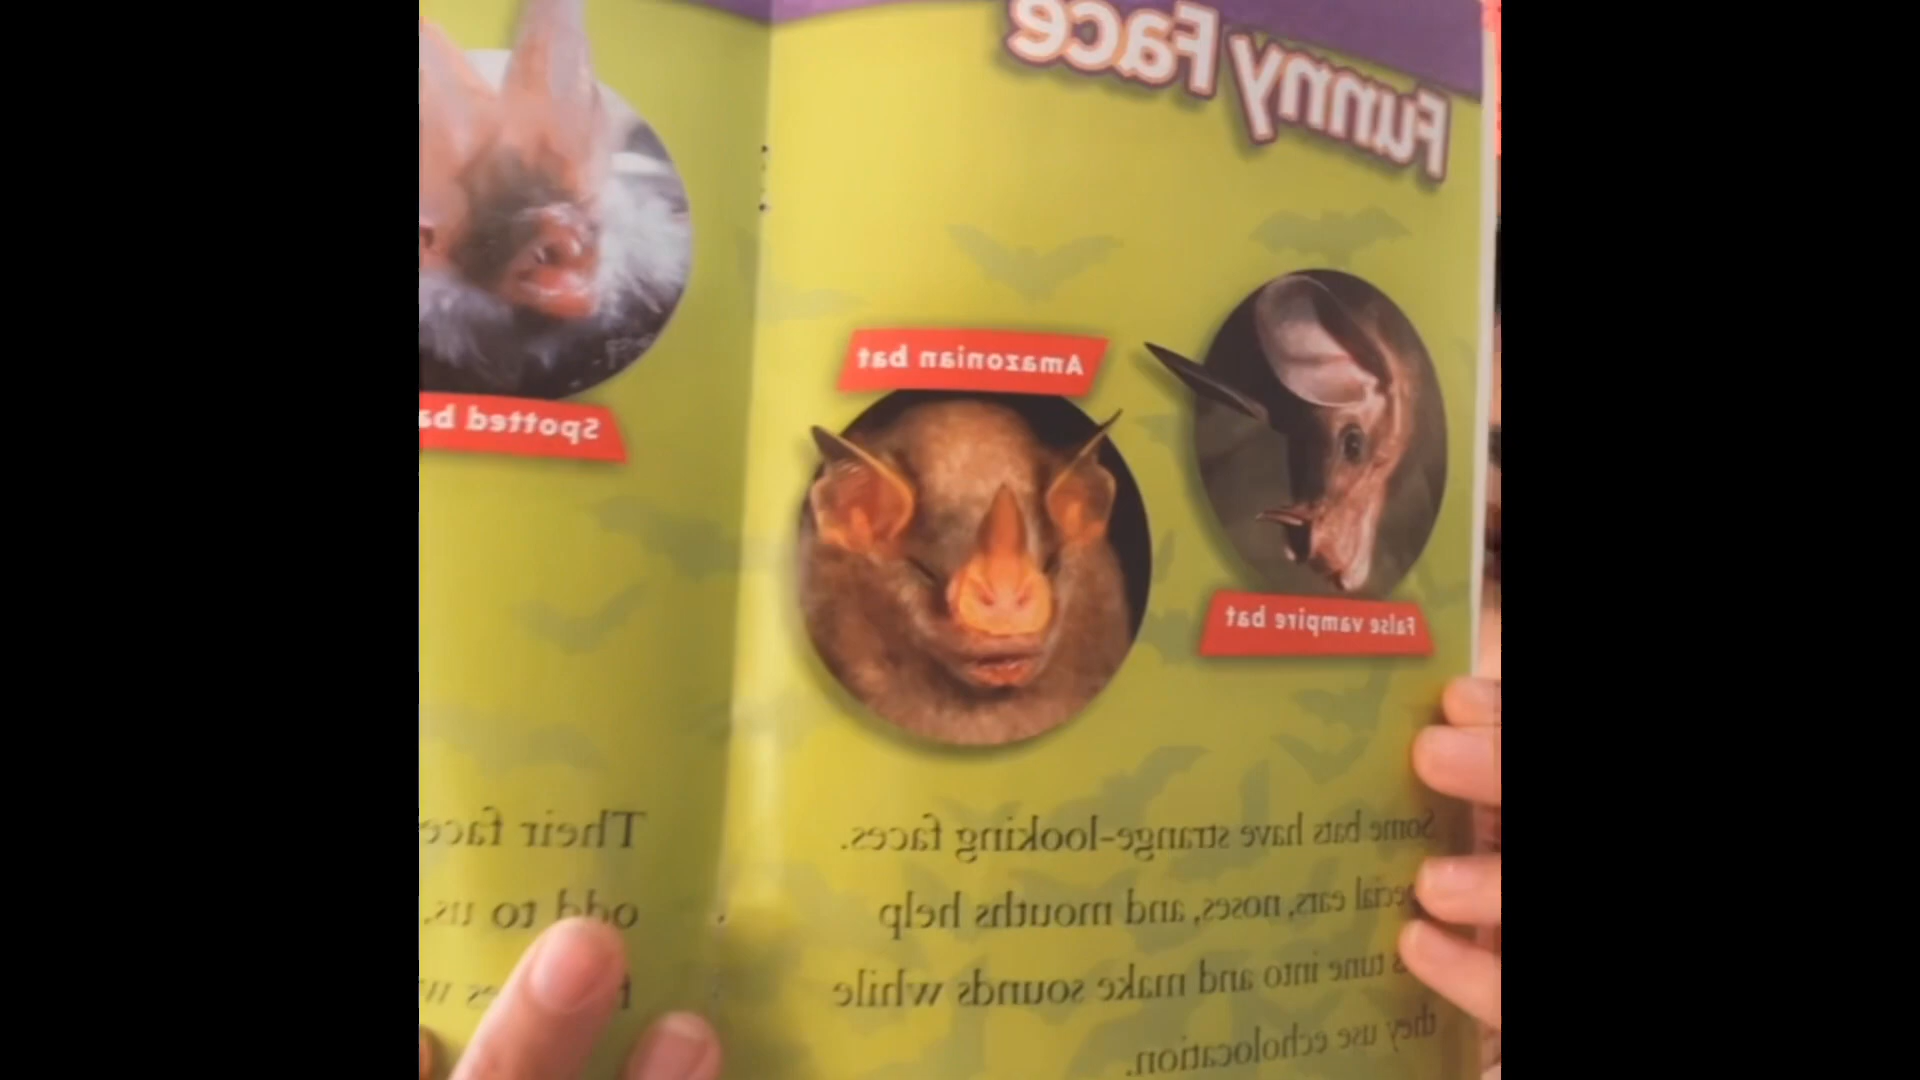 Funny Face
False vampire bat
Amazonian bat
Some bats have strange-looking faces.
special ears, noses, and mouths help
tune into and make sounds while
they use echolocation.
Spotted
Their
odd to us.